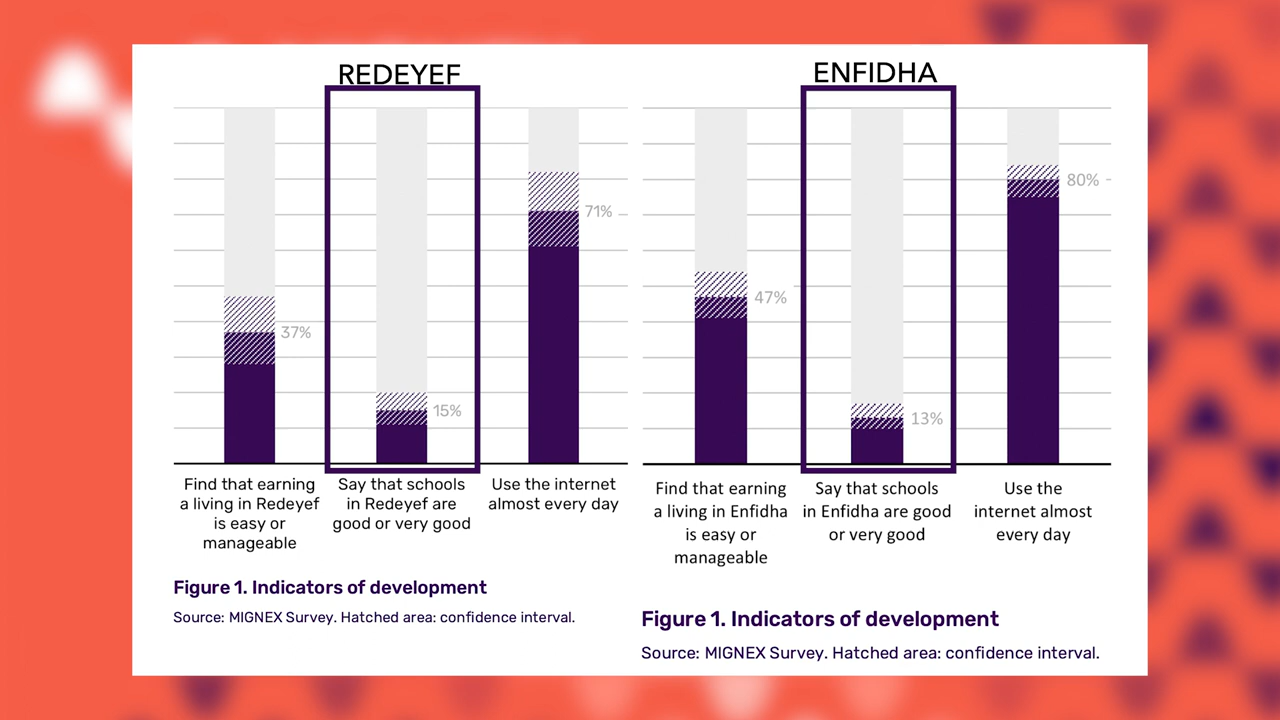 REDEYEF
37%
15%
71%
Find that earning
a living in Redeyef
is easy or
manageable
Say that schools
in Redeyef are
good or very good
Use the internet
almost every day
Figure 1. Indicators of development
Source: MIGNEX Survey. Hatched area: confidence interval.
ENFIDHA
47%
13%
80%
Find that earning
a living in Enfidha
is easy or
manageable
Say that schools
in Enfidha are good
or very good
Use the
internet almost
every day
Figure 1. Indicators of development
Source: MIGNEX Survey. Hatched area: confidence interval.